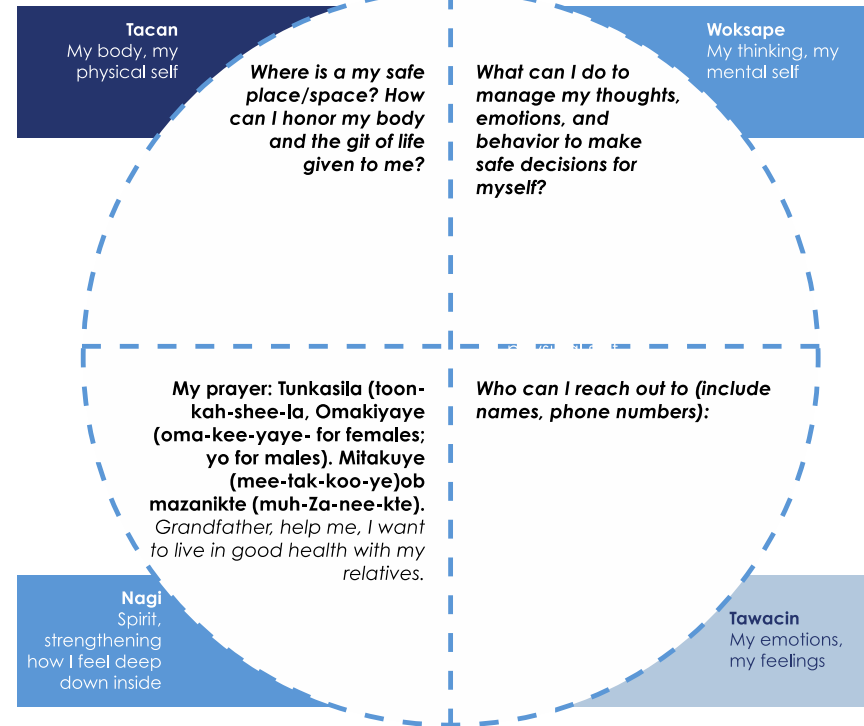 Tacan
My body, my
physical self
Where is a my safe
place/space? How
can I honor my body
and the git of life
given to me?
Woksape
My thinking, my
mental self
What can I do to
manage my thoughts,
emotions, and
behavior to make
safe decisions for
myself?
My prayer: Tunkasila (toon-
kah-shee-la, Omakiyaye
(oma-kee-yaye- for females;
yo for males). Mitakuye
(mee-tak-koo-ye)ob
mazanikte (muh-Za-nee-kte).
Grandfather, help me, I want
to live in good health with my
relatives.
Nagi
Spirit,
strengthening
how I feel deep
down inside
Who can I reach out to (include
names, phone numbers):
Tawacin
My emotions,
my feelings